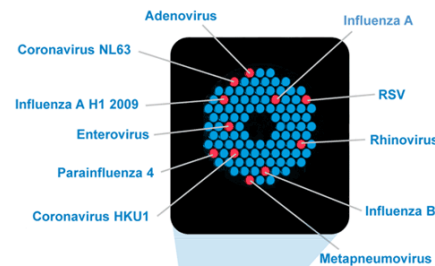 Adenovirus
Influenza A
Coronavirus NL63
Influenza A H1 2009
RSV
Enterovirus
Rhinovirus
Parainfluenza 4
Coronavirus HKU1
Influenza B
Metapneumovirus